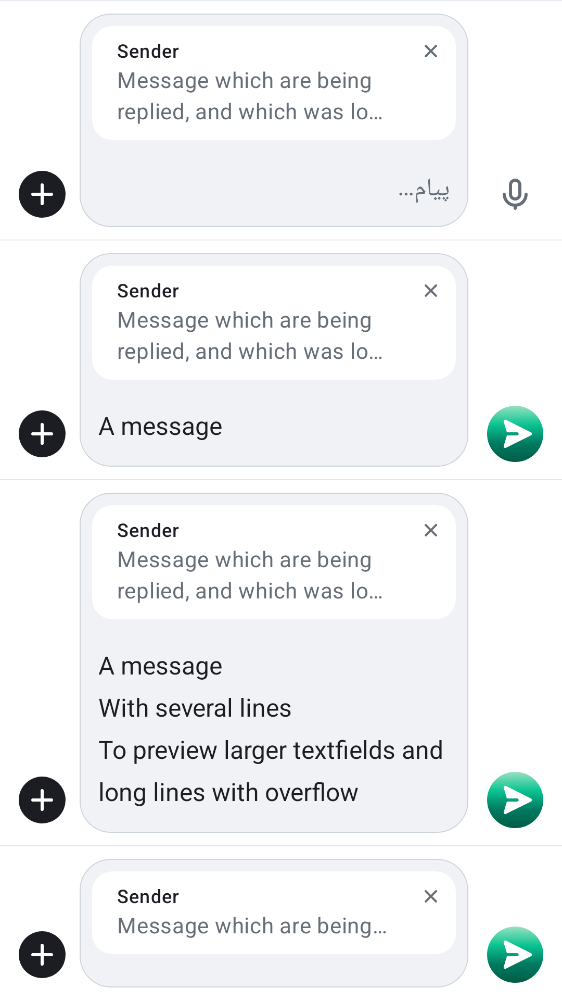 Sender
Message which are being
replied, and which was lo…
پیام…
Sender
Message which are being
replied, and which was lo…
A message
Sender
Message which are being
replied, and which was lo…
A message
With several lines
To preview larger textfields and
long lines with overflow
Sender
Message which are being…